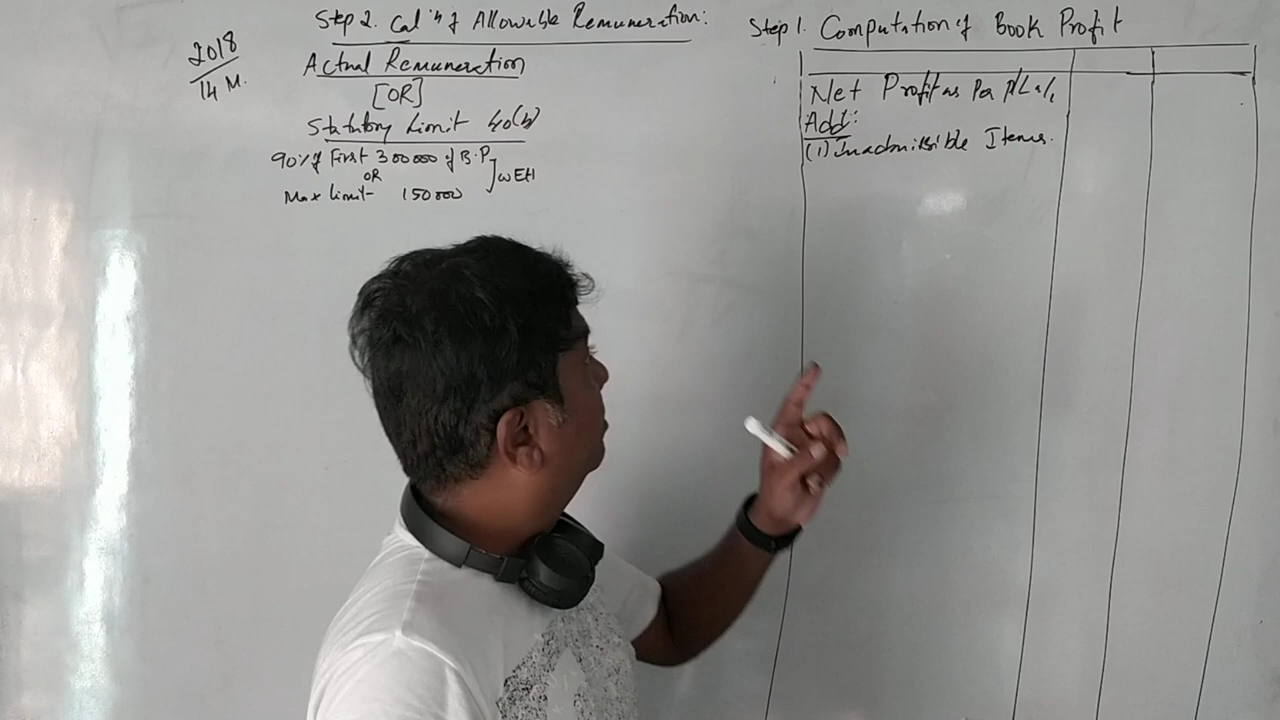 2018
14 M.
Step 2. Calⁿ of Allowable Remuneration:
Actual Remuneration
[OR]
Statutory Limit 40(b)
90% of First 300000 of B.P
OR
Max limit- 150000
WEH
Step 1. Computation of Book Profit
Net Profit as Per P/L a/c
Add:
(1) Inadmissible Items.